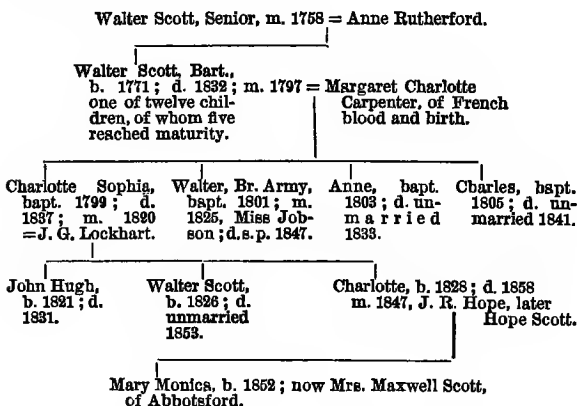 Walter Scott, Senior, m. 1758 = Anne Rutherford.
Walter Scott, Bart.,
b. 1771; d. 1832; m. 1797 = Margaret Charlotte
one of twelve chil- Carpenter, of French
dren, of whom five blood and birth.
reached maturity.
Charlotte Sophia,
bapt. 1799; d.
1837; m. 1820
=J. G. Lockhart.
Walter, Br. Army,
bapt. 1801; m.
1825, Miss Job-
son; d.s.p. 1847.
Anne, bapt.
1803; d. un-
married
1833.
Charles, bapt.
1805; d. un-
married 1841.
John Hugh,
b. 1821; d.
1831.
Walter Scott,
b. 1826; d.
unmarried
1853.
Charlotte, b. 1828; d. 1858
m. 1847, J. R. Hope, later
Hope Scott.
Mary Monica, b. 1852; now Mrs. Maxwell Scott,
of Abbotsford.